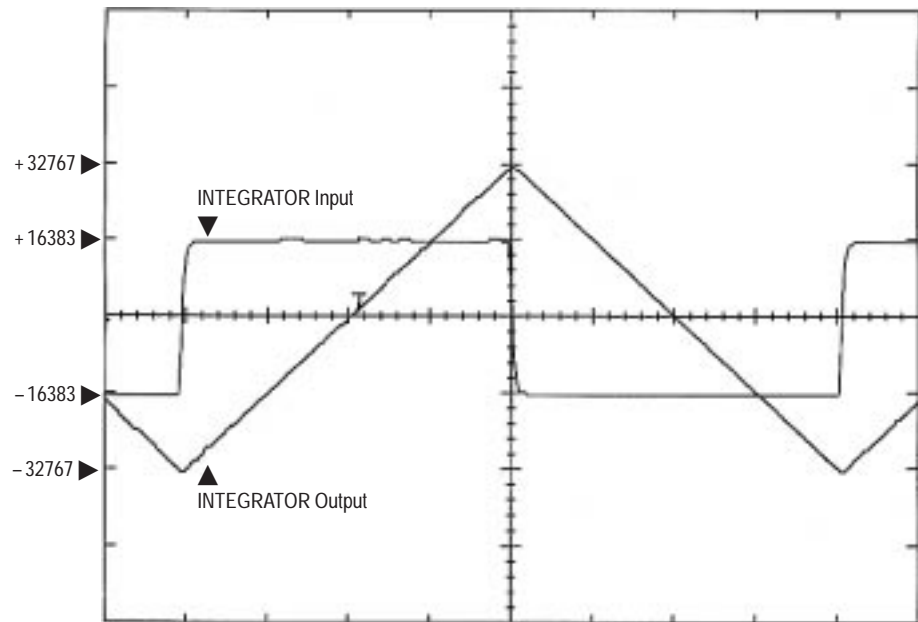 +32767
INTEGRATOR Input
+16383
T
−16383
−32767
INTEGRATOR Output